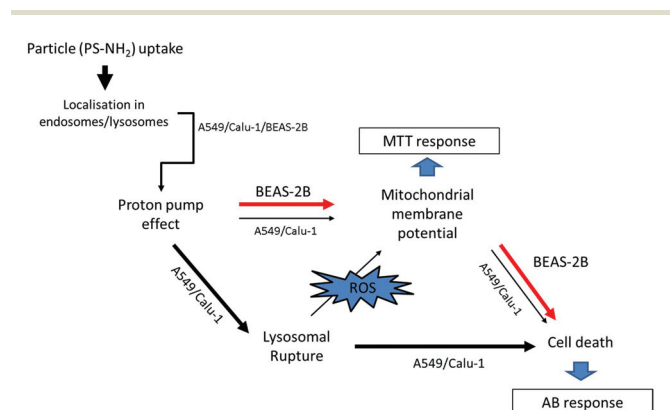 Particle (PS-NH2) uptake
Localisation in
endosomes/lysosomes
A549/Calu-1/BEAS-2B
MTT response
BEAS-2B
Proton pump
effect
A549/Calu-1
Mitochondrial
membrane
potential
A549/Calu-1
ROS
BEAS-2B
A549/Calu-1
Lysosomal
Rupture
A549/Calu-1
Cell death
AB response